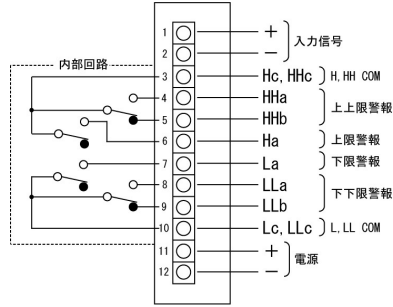 内部回路
1 + 入力信号
2 −
3 Hc, HHc H, HH COM
4 HHa 上上限警報
5 HHb
6 Ha 上限警報
7 La 下限警報
8 LLa 下下限警報
9 LLb
10 Lc, LLc L, LL COM
11 + 電源
12 −